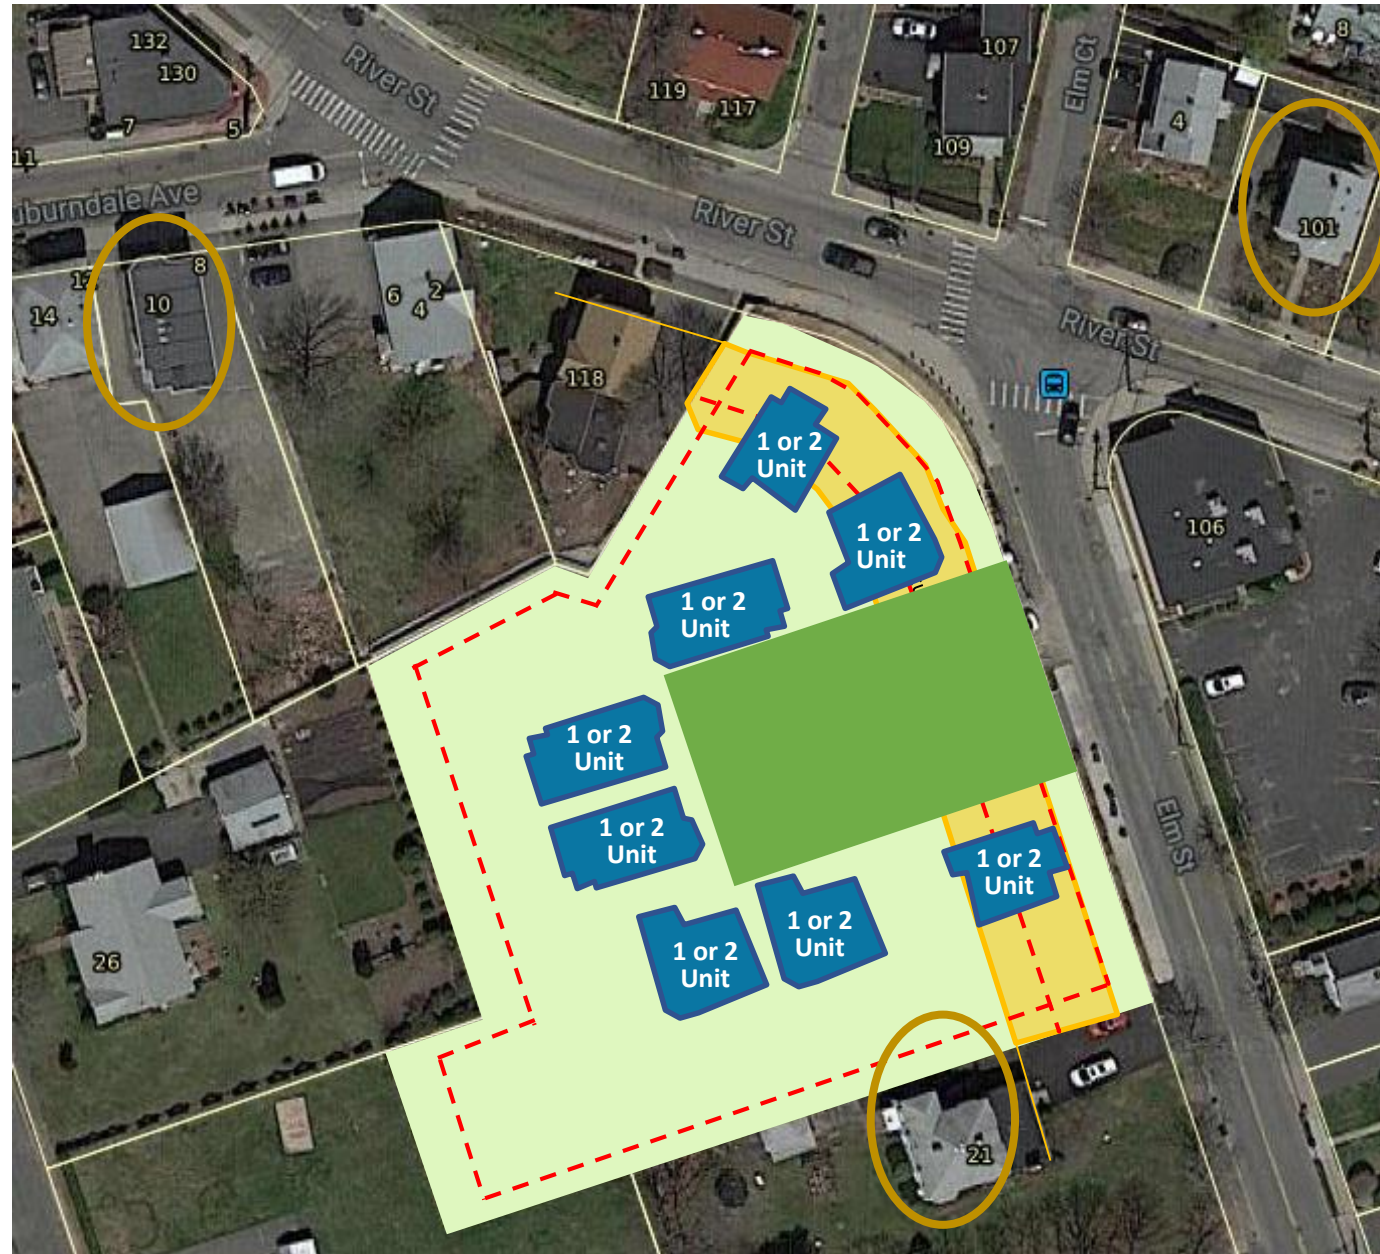 132
130
River St
119
117
107
Elm Ct
8
7
5
11
4
109
101
uburndale Ave
River St
8
12
14
10
6
2
4
River St
118
1 or 2
Unit
1 or 2
Unit
106
1 or 2
Unit
1 or 2
Unit
1 or 2
Unit
1 or 2
Unit
Elm St
1 or 2
Unit
1 or 2
Unit
26
21